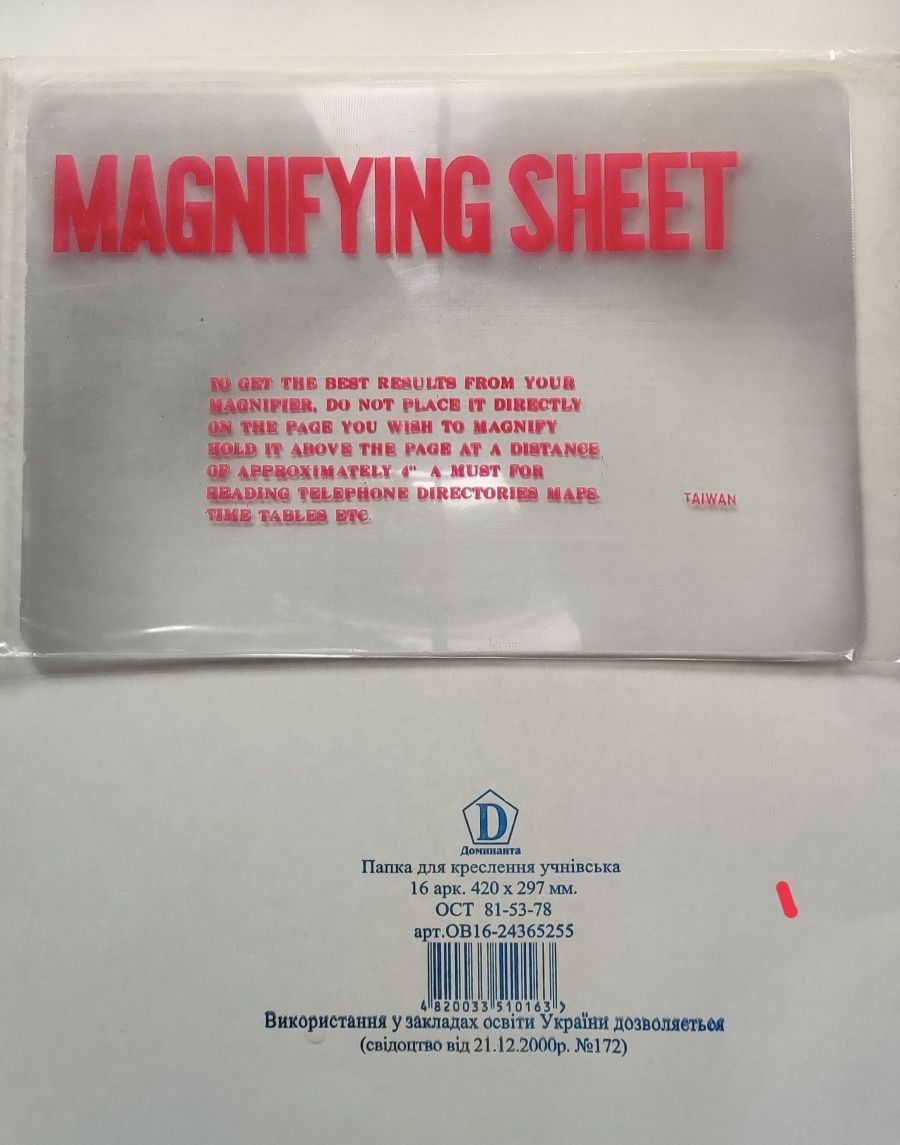 MAGNIFYING SHEET
TO GET THE BEST RESULTS FROM YOUR
MAGNIFIER, DO NOT PLACE IT DIRECTLY
ON THE PAGE YOU WISH TO MAGNIFY
HOLD IT ABOVE THE PAGE AT A DISTANCE
OF APPROXIMATELY 4" A MUST FOR
READING TELEPHONE DIRECTORIES MAPS
TIME TABLES ETC.
TAIWAN
D
Доминанта
Папка для креслення учнівська
16 арк. 420 х 297 мм.
ОСТ 81-53-78
арт.ОВ16-24365255
4 820033 510163 >
Використання у закладах освіти України дозволяється
(свідоцтво від 21.12.2000р. №172)